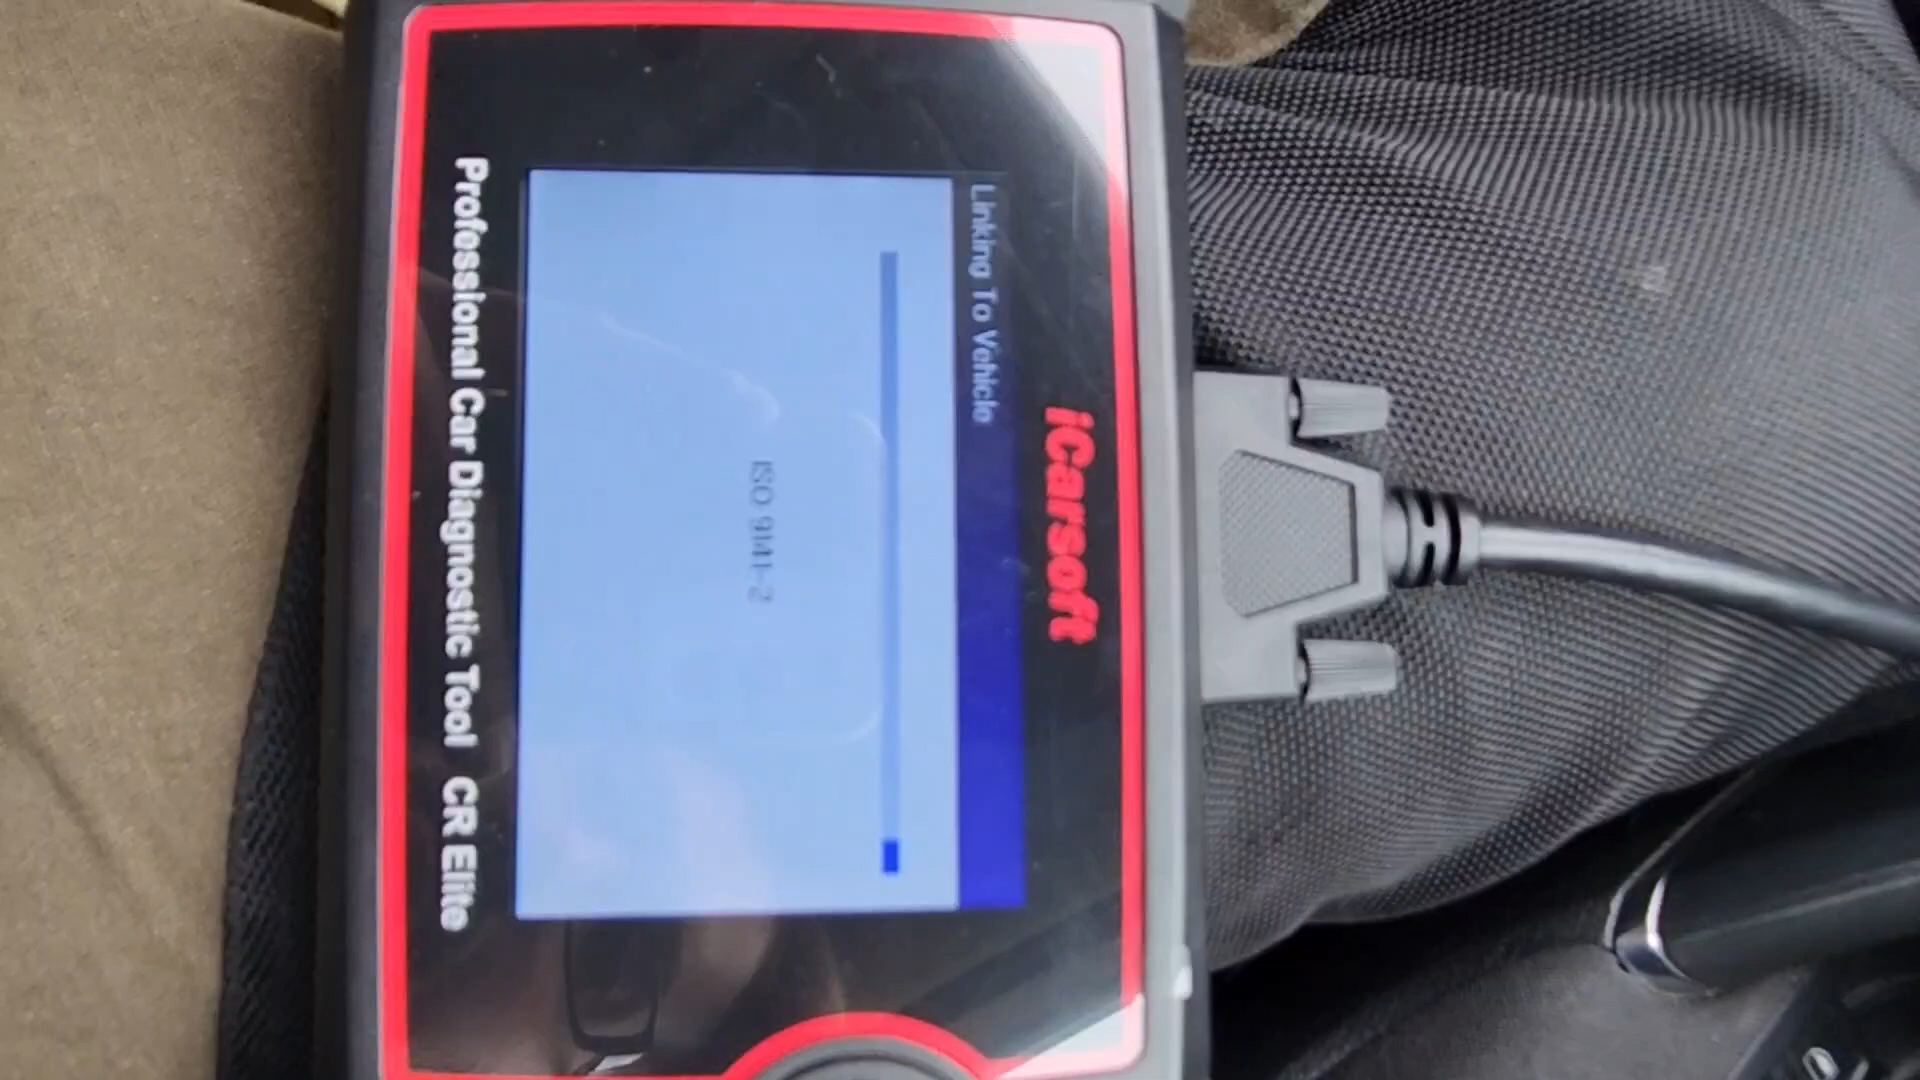 iCarsoft
Linking To Vehicle
ISO 9141-2
Professional Car Diagnostic Tool CR Elite